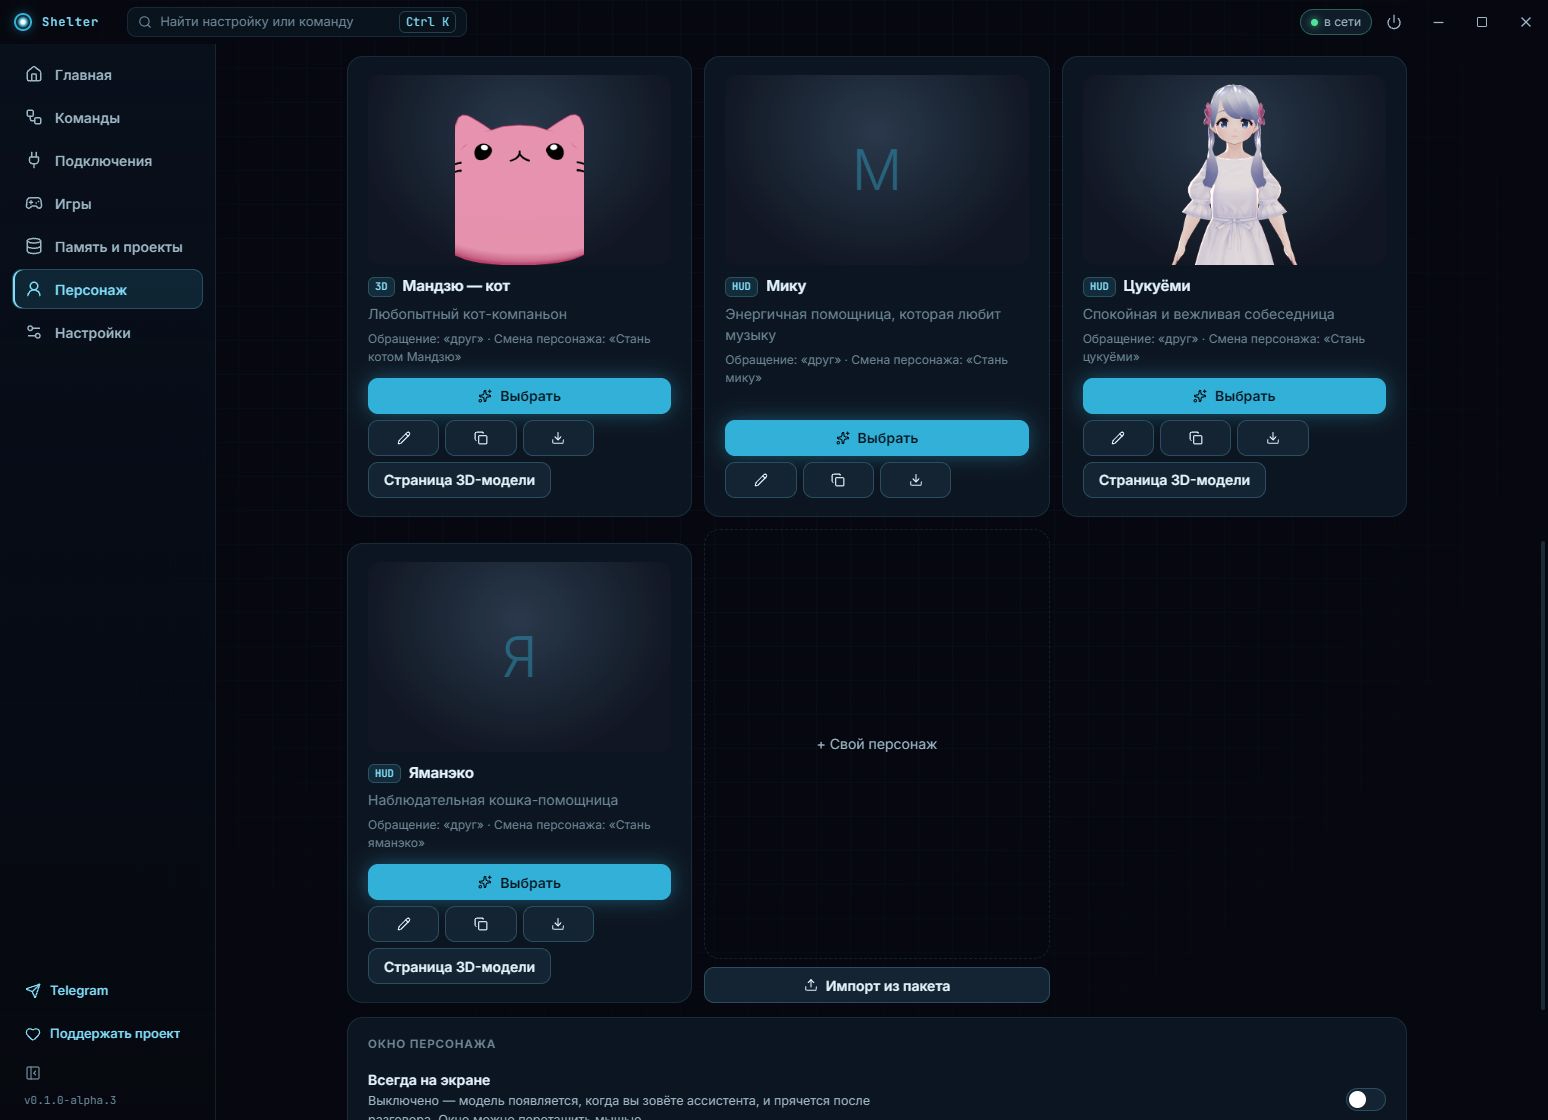 Shelter
Найти настройку или команду
Ctrl K
в сети
Главная
Команды
Подключения
Игры
Память и проекты
Персонаж
Настройки
3D Мандзю — кот
Любопытный кот-компаньон
Обращение: «друг» · Смена персонажа: «Стань
котом Мандзю»
Выбрать
Страница 3D-модели
М
HUD Мику
Энергичная помощница, которая любит
музыку
Обращение: «друг» · Смена персонажа: «Стань
мику»
Выбрать
HUD Цукуёми
Спокойная и вежливая собеседница
Обращение: «друг» · Смена персонажа: «Стань
цукуёми»
Выбрать
Страница 3D-модели
Я
HUD Яманэко
Наблюдательная кошка-помощница
Обращение: «друг» · Смена персонажа: «Стань
яманэко»
Выбрать
Страница 3D-модели
+ Свой персонаж
Импорт из пакета
ОКНО ПЕРСОНАЖА
Всегда на экране
Выключено — модель появляется, когда вы зовёте ассистента, и прячется после
разговора. Окно можно перетащить мышью.
Telegram
Поддержать проект
v0.1.0-alpha.3